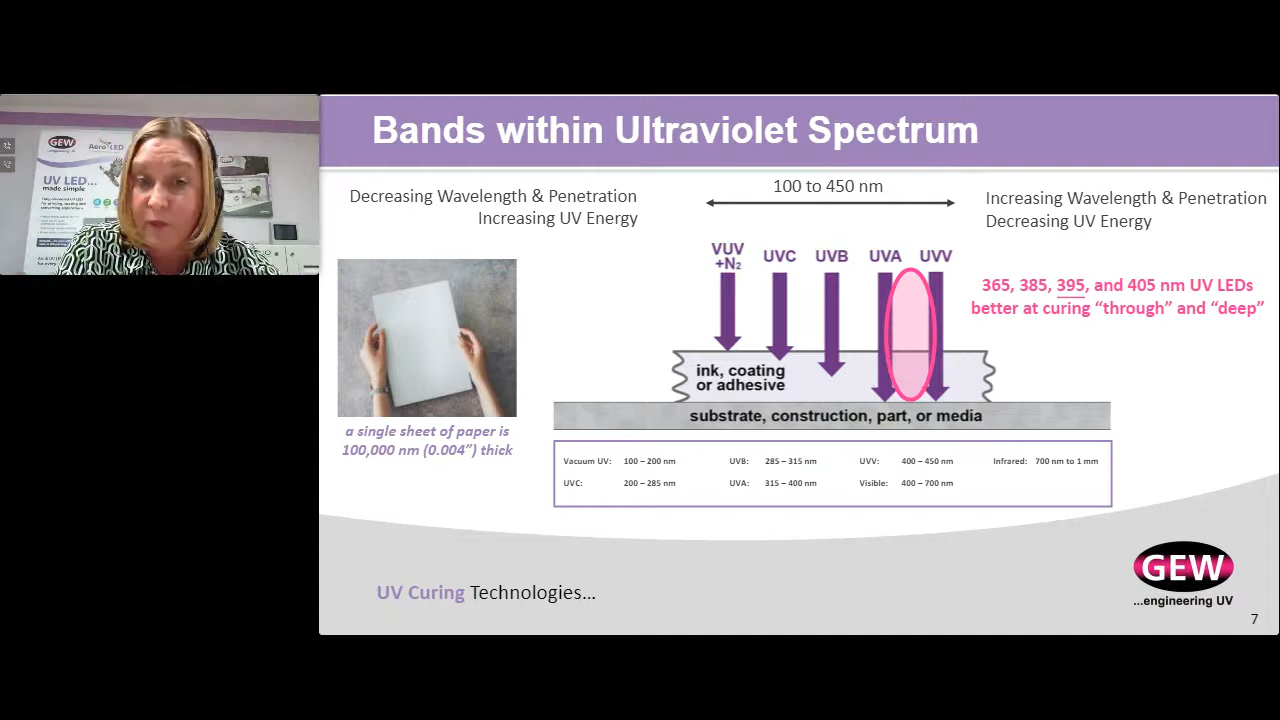 Bands within Ultraviolet Spectrum
Decreasing Wavelength & Penetration
Increasing UV Energy
100 to 450 nm
Increasing Wavelength & Penetration
Decreasing UV Energy
VUV
+N₂
UVC
UVB
UVA
UVV
365, 385, 395, and 405 nm UV LEDs
better at curing “through” and “deep”
ink, coating
or adhesive
substrate, construction, part, or media
a single sheet of paper is
100,000 nm (0.004”) thick
Vacuum UV: 100 – 200 nm
UVB: 285 – 315 nm
UVV: 400 – 450 nm
Infrared: 700 nm to 1 mm
UVC: 200 – 285 nm
UVA: 315 – 400 nm
Visible: 400 – 700 nm
UV Curing Technologies...
GEW
...engineering UV
7
GEW
...engineering UV
UV LED...
made simple